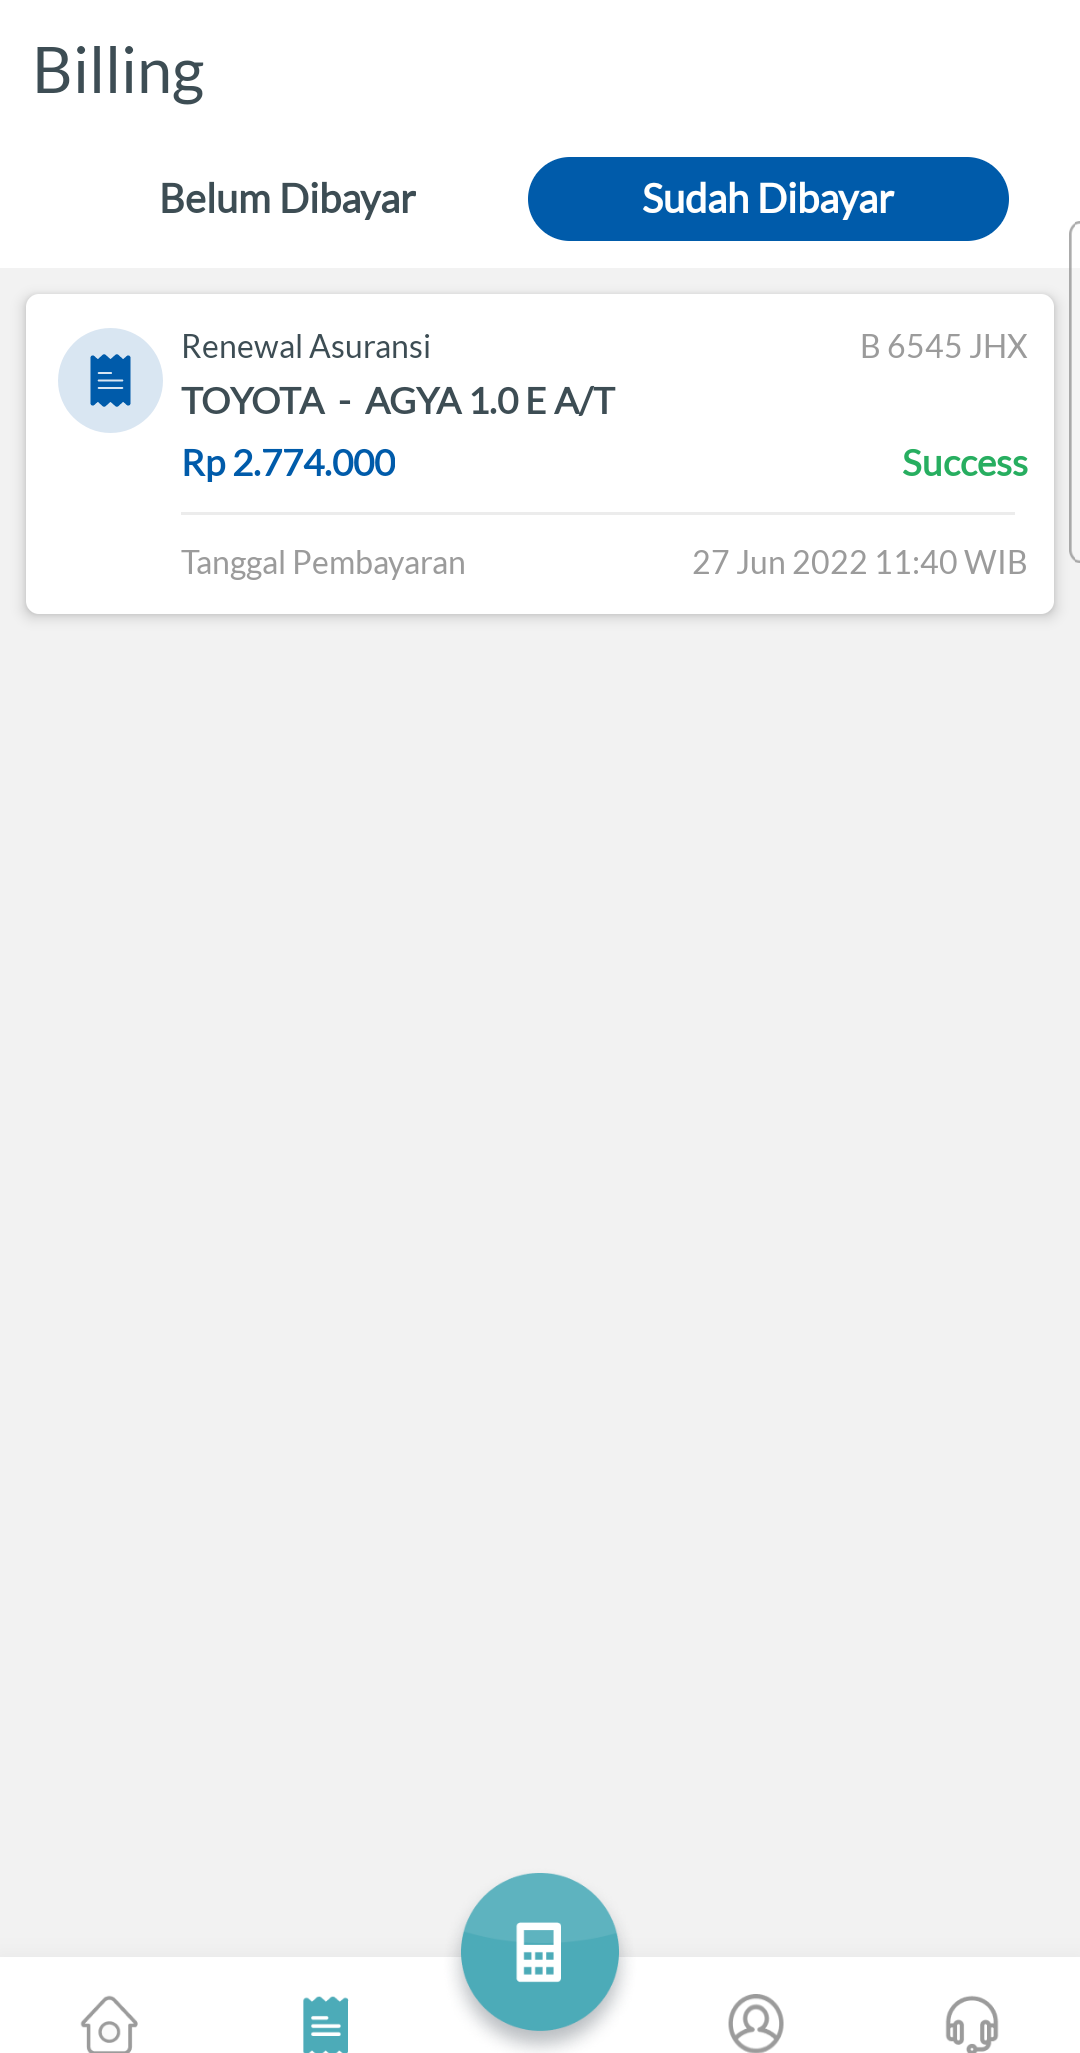 Billing
Belum Dibayar
Sudah Dibayar
Renewal Asuransi
B 6545 JHX
TOYOTA - AGYA 1.0 E A/T
Rp 2.774.000
Success
Tanggal Pembayaran
27 Jun 2022 11:40 WIB